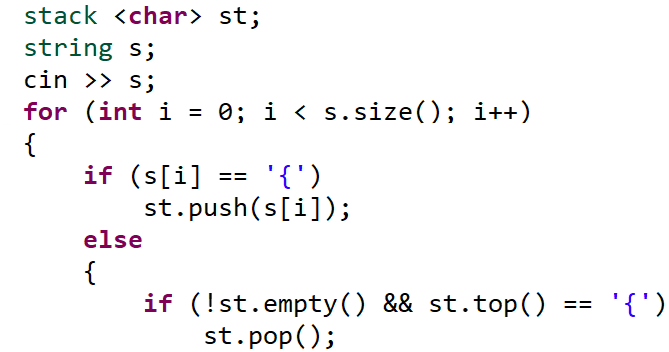 stack <char> st;
string s;
cin >> s;
for (int i = 0; i < s.size(); i++)
{
    if (s[i] == '{')
        st.push(s[i]);
    else
    {
        if (!st.empty() && st.top() == '{')
            st.pop();